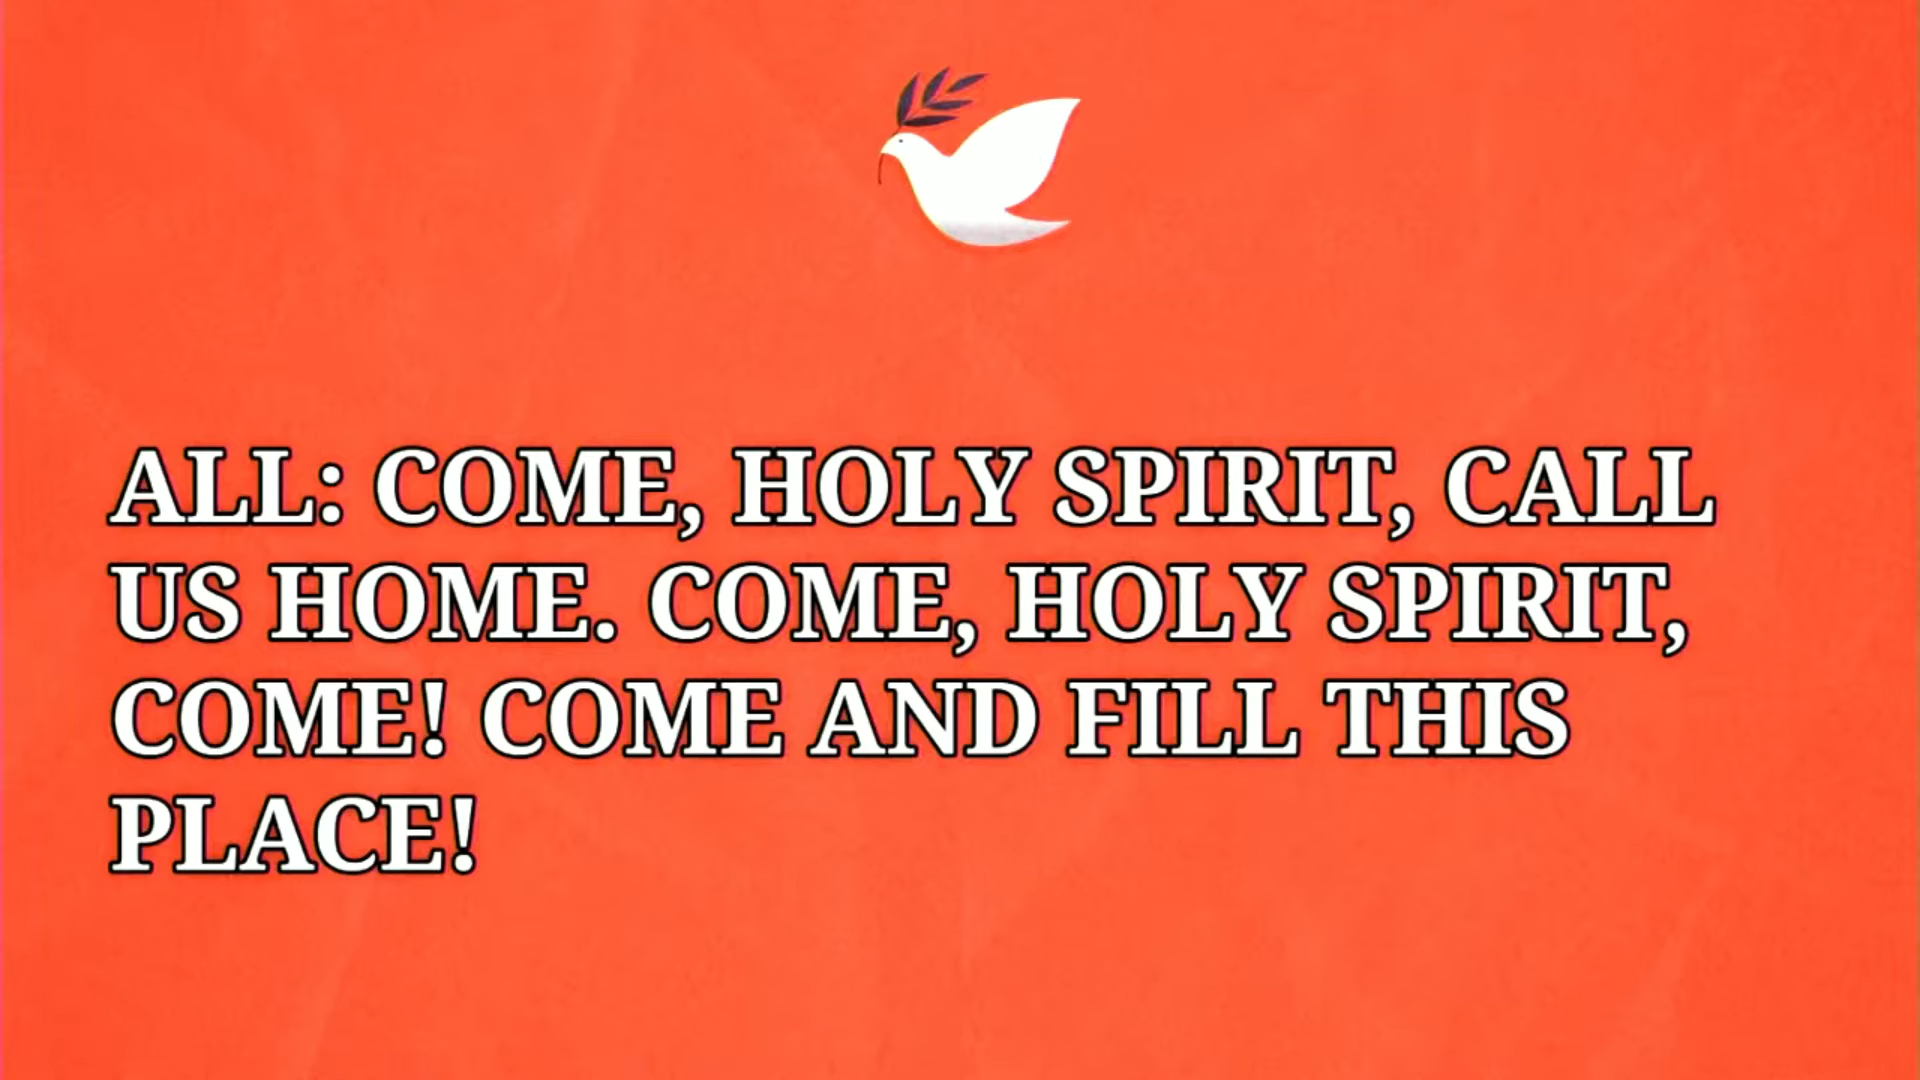 ALL: COME, HOLY SPIRIT, CALL
US HOME. COME, HOLY SPIRIT,
COME! COME AND FILL THIS
PLACE!